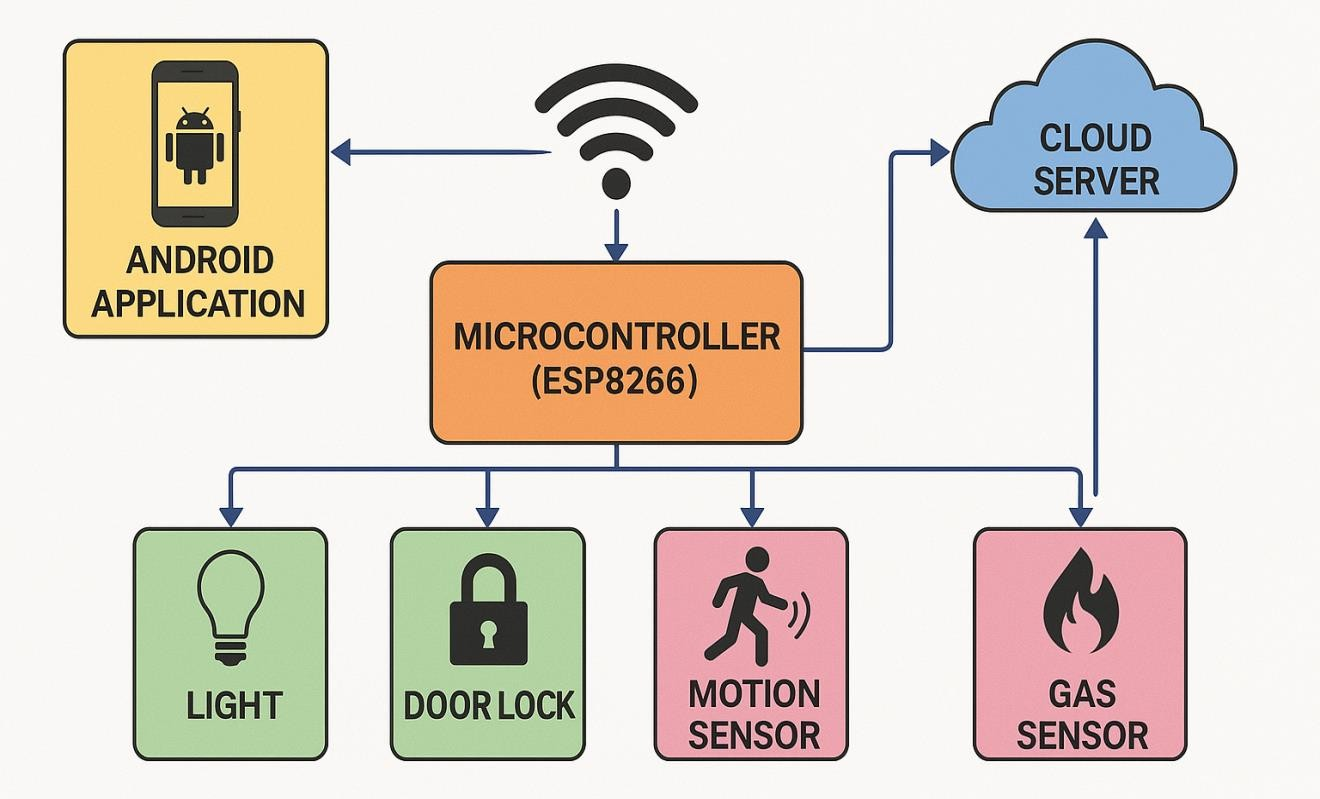 ANDROID
APPLICATION
CLOUD
SERVER
MICROCONTROLLER
(ESP8266)
LIGHT
DOOR LOCK
MOTION
SENSOR
GAS
SENSOR